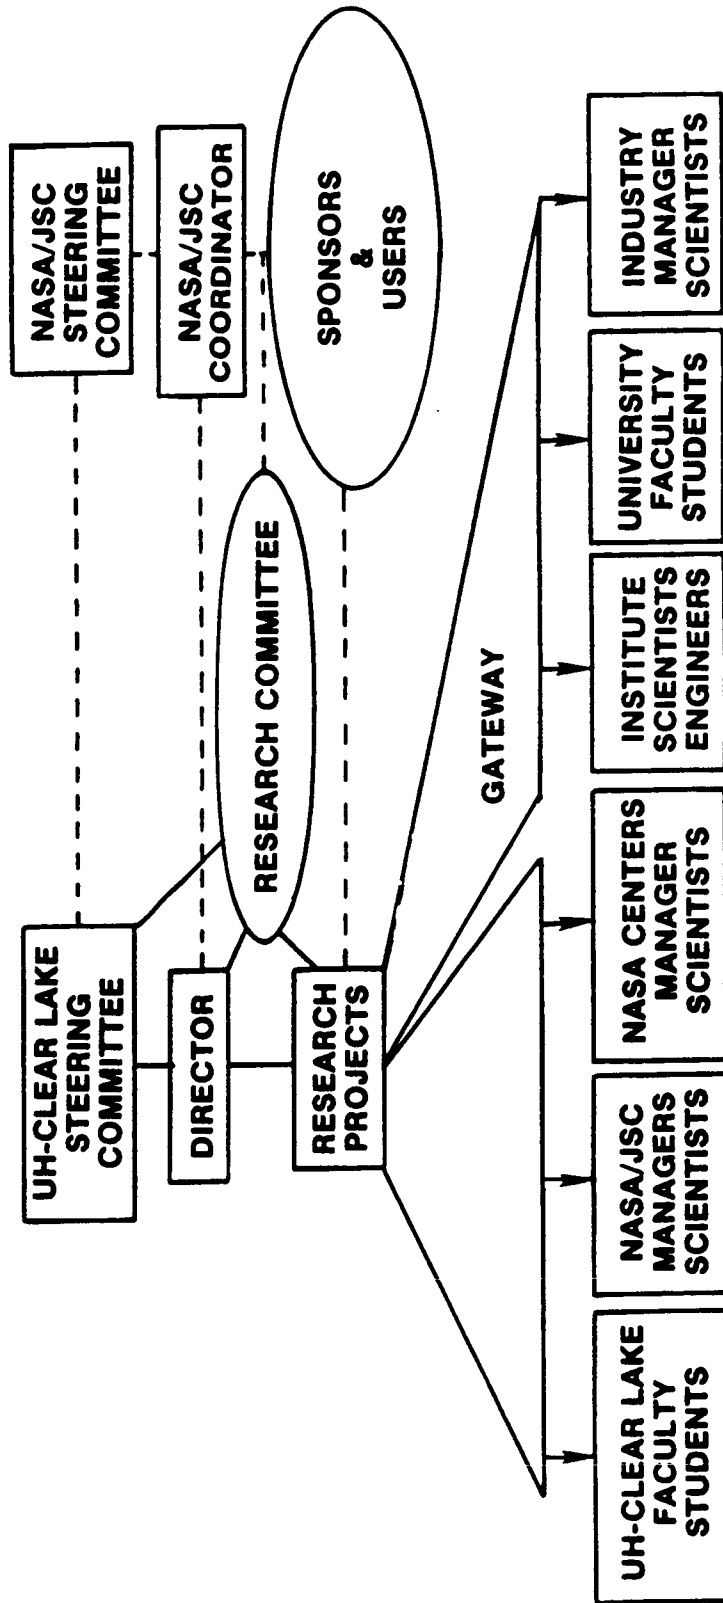 UH-CLEAR LAKE
STEERING
COMMITTEE
NASA/JSC
STEERING
COMMITTEE
DIRECTOR
NASA/JSC
COORDINATOR
RESEARCH COMMITTEE
RESEARCH
PROJECTS
SPONSORS
&
USERS
GATEWAY
UH-CLEAR LAKE
FACULTY
STUDENTS
NASA/JSC
MANAGERS
SCIENTISTS
NASA CENTERS
MANAGER
SCIENTISTS
INSTITUTE
SCIENTISTS
ENGINEERS
UNIVERSITY
FACULTY
STUDENTS
INDUSTRY
MANAGER
SCIENTISTS